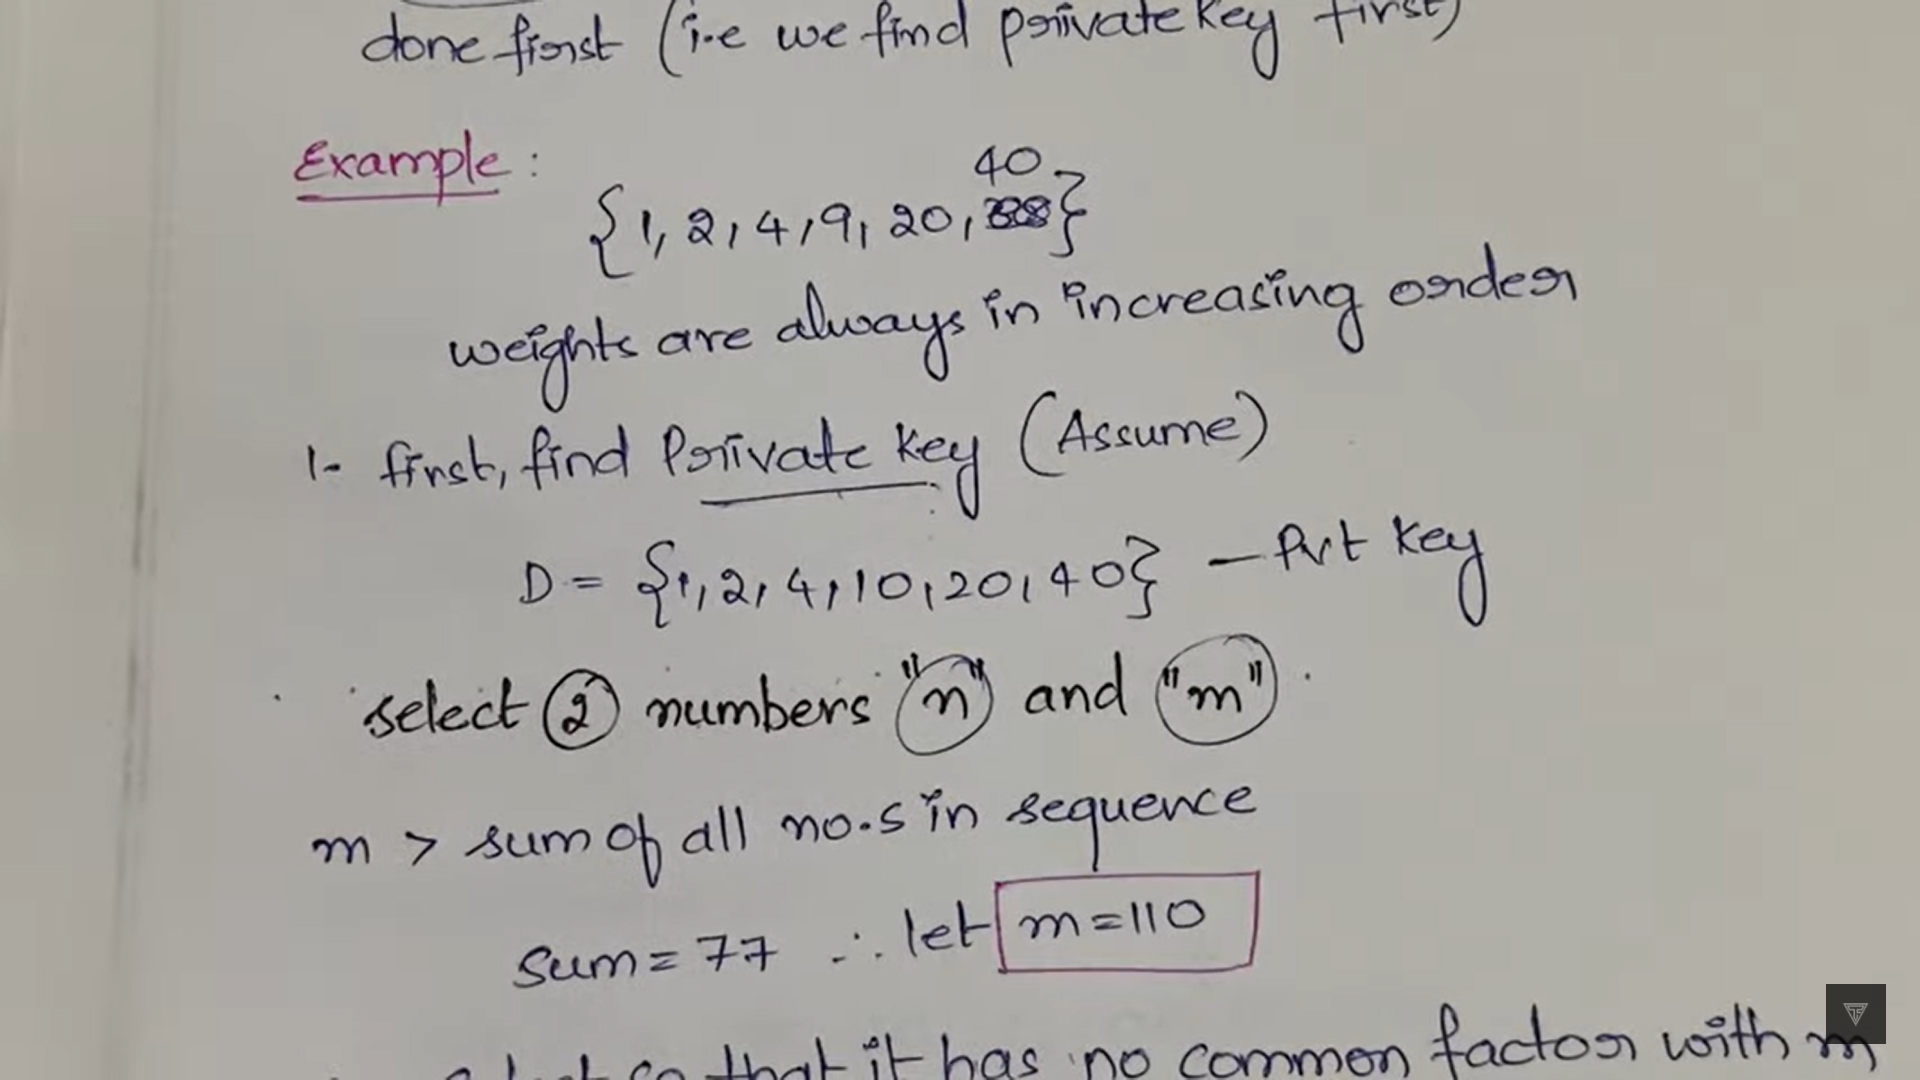 done first (i.e we find private key first)
Example:
40
{1, 2, 4, 9, 20, }
weights are always in increasing order
1- first, find Private key (Assume)
D = {1, 2, 4, 10, 20, 40} — Pvt key
select 2 numbers "n" and "m".
m > sum of all no.s in sequence
sum = 77 ∴ let m = 110
so that it has no common factor with m